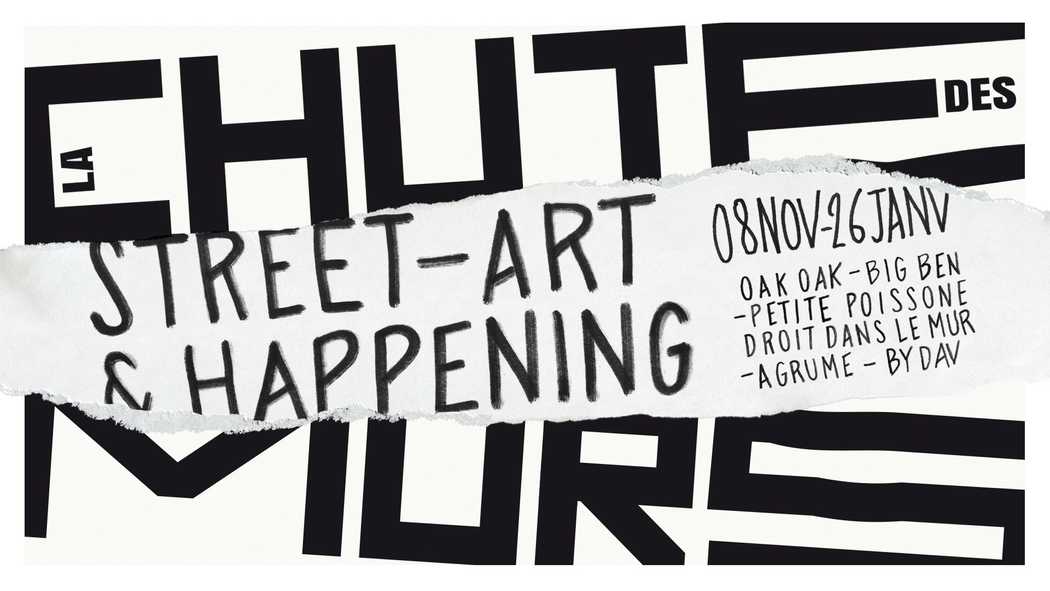 LA CHUTE DES
STREET-ART
& HAPPENING
08NOV-26JANV
OAK OAK - BIG BEN
-PETITE POISSONE
DROIT DANS LE MUR
-AGRUME - BY DAV
MURS